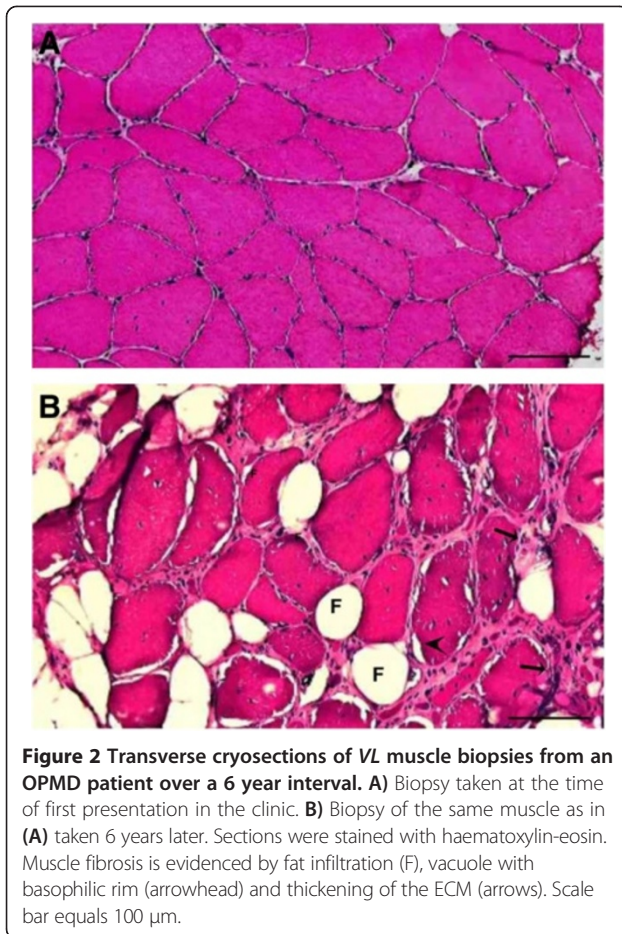 A
B
F
F
Figure 2 Transverse cryosections of VL muscle biopsies from an
OPMD patient over a 6 year interval. A) Biopsy taken at the time
of first presentation in the clinic. B) Biopsy of the same muscle as in
(A) taken 6 years later. Sections were stained with haematoxylin-eosin.
Muscle fibrosis is evidenced by fat infiltration (F), vacuole with
basophilic rim (arrowhead) and thickening of the ECM (arrows). Scale
bar equals 100 μm.